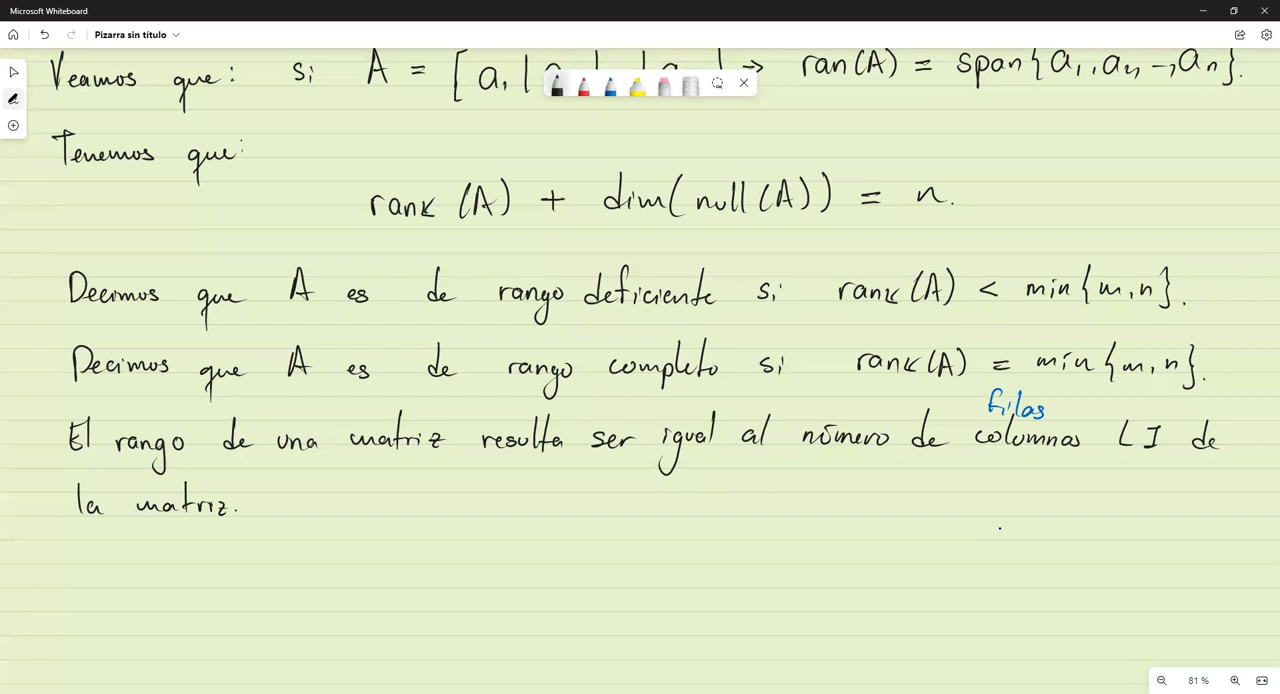 Microsoft Whiteboard
Pizarra sin título
Veamos que: si A = [ a₁ | → ran(A) = span{a₁, a₂, -, aₙ}.
Tenemos que:
rank (A) + dim(null(A)) = n.
Decimos que A es de rango deficiente si rank(A) < min{m,n}.
Decimos que A es de rango completo si rank(A) = min{m,n}.
filas
El rango de una matriz resulta ser igual al número de columnas LI de
la matriz.
81 %